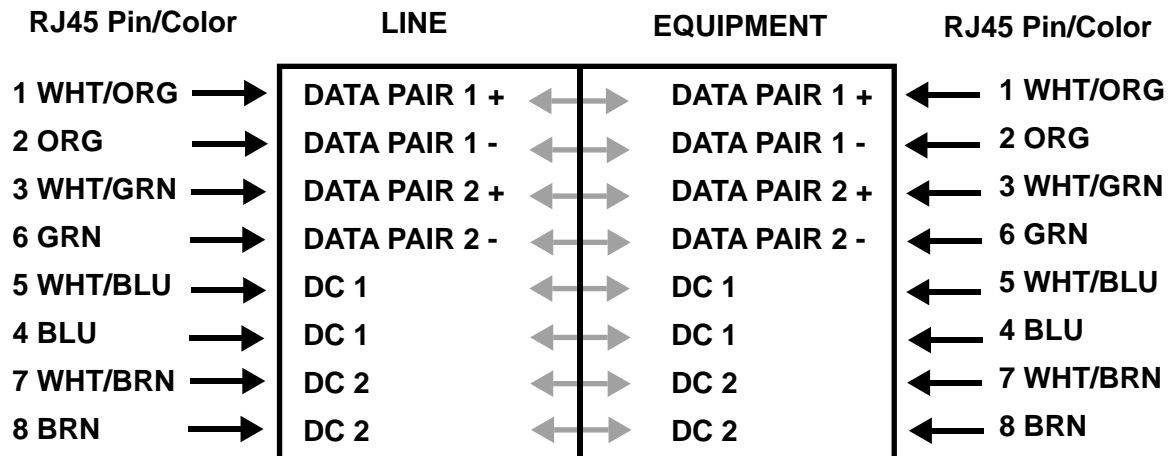 RJ45 Pin/Color LINE EQUIPMENT RJ45 Pin/Color
1 WHT/ORG DATA PAIR 1 + DATA PAIR 1 + 1 WHT/ORG
2 ORG DATA PAIR 1 - DATA PAIR 1 - 2 ORG
3 WHT/GRN DATA PAIR 2 + DATA PAIR 2 + 3 WHT/GRN
6 GRN DATA PAIR 2 - DATA PAIR 2 - 6 GRN
5 WHT/BLU DC 1 DC 1 5 WHT/BLU
4 BLU DC 1 DC 1 4 BLU
7 WHT/BRN DC 2 DC 2 7 WHT/BRN
8 BRN DC 2 DC 2 8 BRN